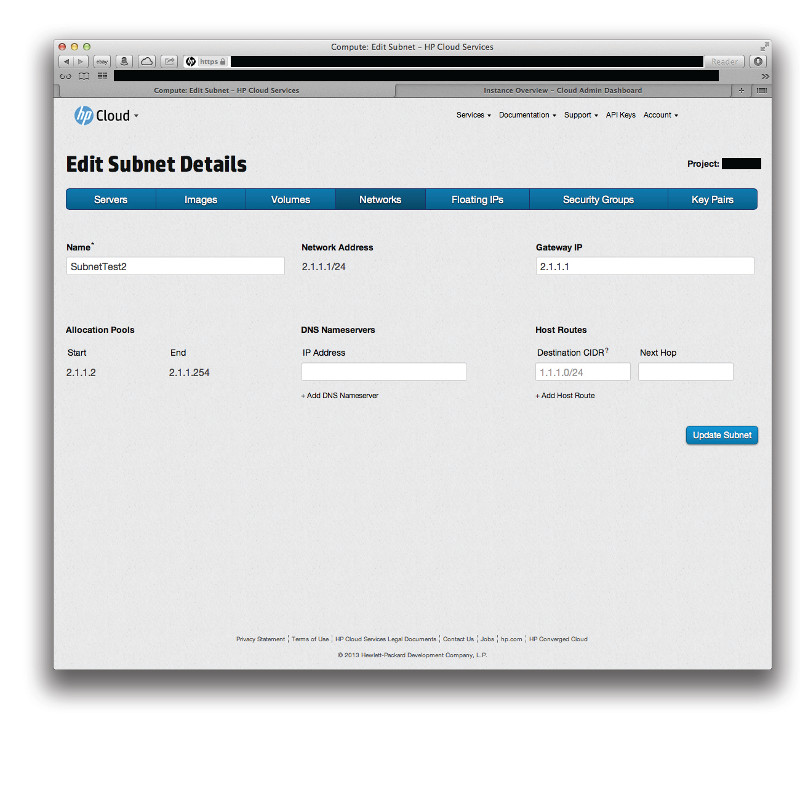 Compute: Edit Subnet – HP Cloud Services
ebay hp https Reader
Compute: Edit Subnet – HP Cloud Services Instance Overview – Cloud Admin Dashboard +
hp Cloud Services Documentation Support API Keys Account
Edit Subnet Details Project:
Servers Images Volumes Networks Floating IPs Security Groups Key Pairs
Name* Network Address Gateway IP
SubnetTest2 2.1.1.1/24 2.1.1.1
Allocation Pools DNS Nameservers Host Routes
Start End IP Address Destination CIDR? Next Hop
2.1.1.2 2.1.1.254 1.1.1.0/24
+ Add DNS Nameserver + Add Host Route
Update Subnet
Privacy Statement | Terms of Use | HP Cloud Services Legal Documents | Contact Us | Jobs | hp.com | HP Converged Cloud
© 2013 Hewlett-Packard Development Company, L.P.